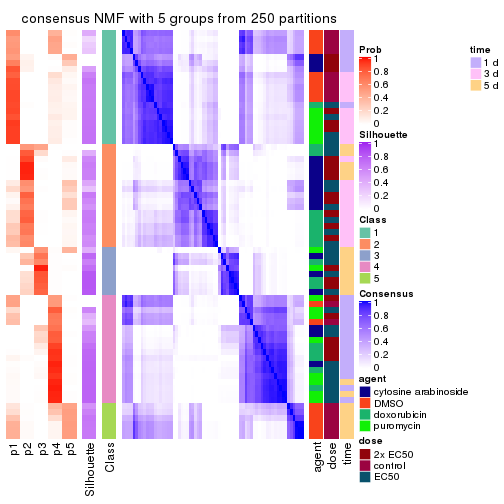 consensus NMF with 5 groups from 250 partitions
Prob
1
0.8
0.6
0.4
0.2
0
Silhouette
1
0.8
0.6
0.4
0.2
0
Class
1
2
3
4
5
Consensus
1
0.8
0.6
0.4
0.2
0
agent
cytosine arabinoside
DMSO
doxorubicin
puromycin
dose
2x EC50
control
EC50
time
1 d
3 d
5 d
p1
p2
p3
p4
p5
Silhouette
Class
agent
dose
time